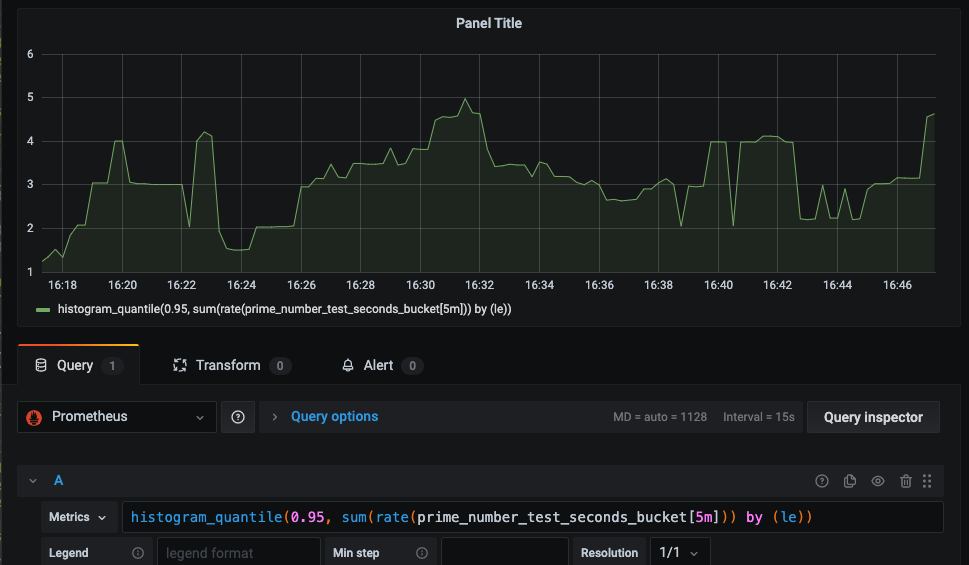 Panel Title
6
5
4
3
2
1
16:18 16:20 16:22 16:24 16:26 16:28 16:30 16:32 16:34 16:36 16:38 16:40 16:42 16:44 16:46
histogram_quantile(0.95, sum(rate(prime_number_test_seconds_bucket[5m])) by (le))
Query 1 Transform 0 Alert 0
Prometheus Query options MD = auto = 1128 Interval = 15s Query inspector
A
Metrics histogram_quantile(0.95, sum(rate(prime_number_test_seconds_bucket[5m])) by (le))
Legend legend format Min step Resolution 1/1